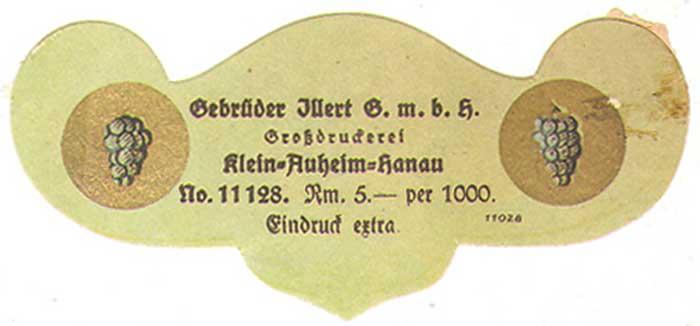 Gebrüder Illert G. m. b. H.
Großdruckerei
Klein-Auheim-Hanau
No. 11128. Rm. 5.— per 1000.
Eindruck extra.
11028